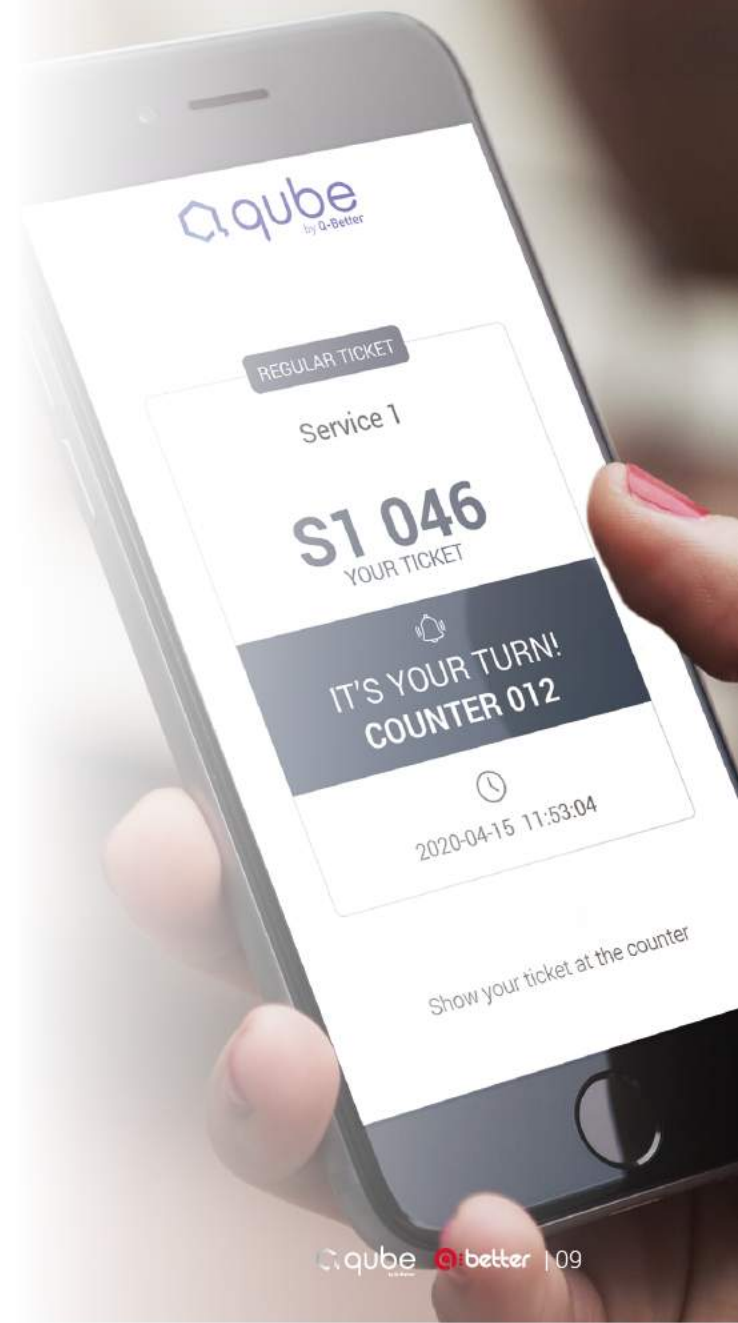 qube
by Q-Better
REGULAR TICKET
Service 1
S1 046
YOUR TICKET
IT'S YOUR TURN!
COUNTER 012
2020-04-15 11:53:04
Show your ticket at the counter
qube better | 09